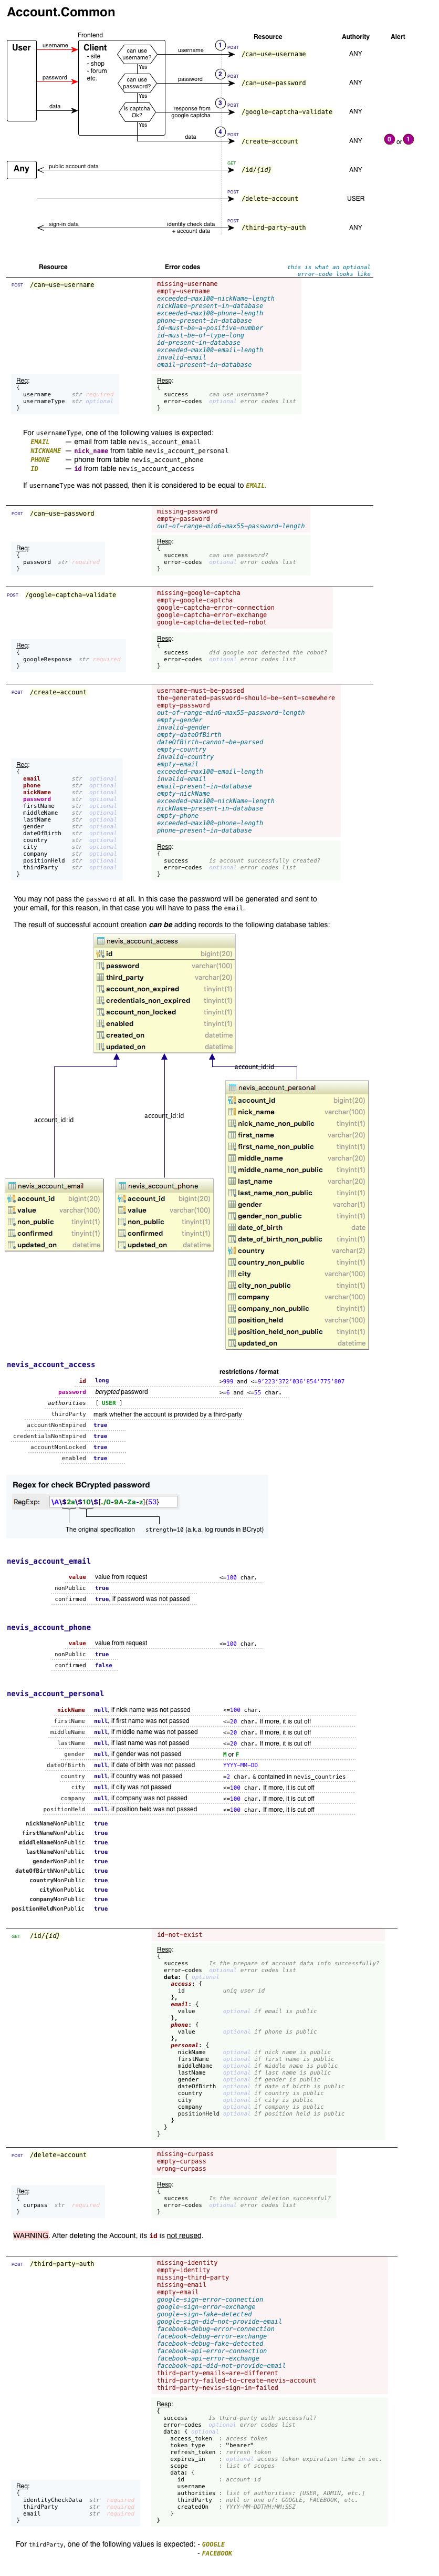 Account.Common
Frontend
Resource Authority Alert
User username Client can use username? username 1 POST /can-use-username ANY
- site
- shop
- forum
etc.
Yes
password can use password? password 2 POST /can-use-password ANY
Yes
data is captcha Ok? response from google captcha 3 POST /google-captcha-validate ANY
Yes
data 4 POST /create-account ANY 0 or 1
Any public account data GET /id/{id} ANY
POST /delete-account USER
sign-in data identity check data + account data POST /third-party-auth ANY
Resource Error codes this is what an optional
error-code looks like
POST /can-use-username
missing-username
empty-username
exceeded-max100-nickName-length
nickName-present-in-database
exceeded-max100-phone-length
phone-present-in-database
id-must-be-a-positive-number
id-must-be-of-type-long
id-present-in-database
exceeded-max100-email-length
invalid-email
email-present-in-database
Req:
{
username str required
usernameType str optional
}
Resp:
{
success can use username?
error-codes optional error codes list
}
For usernameType, one of the following values is expected:
EMAIL — email from table nevis_account_email
NICKNAME — nick_name from table nevis_account_personal
PHONE — phone from table nevis_account_phone
ID — id from table nevis_account_access
If usernameType was not passed, then it is considered to be equal to EMAIL.
POST /can-use-password
missing-password
empty-password
out-of-range-min6-max55-password-length
Req:
{
password str required
}
Resp:
{
success can use password?
error-codes optional error codes list
}
POST /google-captcha-validate
missing-google-captcha
empty-google-captcha
google-captcha-error-connection
google-captcha-error-exchange
google-captcha-detected-robot
Req:
{
googleResponse str required
}
Resp:
{
success did google not detected the robot?
error-codes optional error codes list
}
POST /create-account
username-must-be-passed
the-generated-password-should-be-sent-somewhere
empty-password
out-of-range-min6-max55-password-length
empty-gender
invalid-gender
empty-dateOfBirth
dateOfBirth-cannot-be-parsed
empty-country
invalid-country
empty-email
exceeded-max100-email-length
invalid-email
email-present-in-database
empty-nickName
exceeded-max100-nickName-length
nickName-present-in-database
empty-phone
exceeded-max100-phone-length
phone-present-in-database
Req:
{
email str optional
phone str optional
nickName str optional
password str optional
firstName str optional
middleName str optional
lastName str optional
gender str optional
dateOfBirth str optional
country str optional
city str optional
company str optional
positionHeld str optional
thirdParty str optional
}
Resp:
{
success is account successfully created?
error-codes optional error codes list
}
You may not pass the password at all. In this case the password will be generated and sent to
your email, for this reason, in that case you will have to pass the email.
The result of successful account creation can be adding records to the following database tables:
nevis_account_access
id bigint(20)
password varchar(100)
third_party varchar(20)
account_non_expired tinyint(1)
credentials_non_expired tinyint(1)
account_non_locked tinyint(1)
enabled tinyint(1)
created_on datetime
updated_on datetime
account_id:id
account_id:id
account_id:id
nevis_account_personal
account_id bigint(20)
nick_name varchar(100)
nick_name_non_public tinyint(1)
first_name varchar(20)
first_name_non_public tinyint(1)
middle_name varchar(20)
middle_name_non_public tinyint(1)
last_name varchar(20)
last_name_non_public tinyint(1)
gender varchar(1)
gender_non_public tinyint(1)
date_of_birth date
date_of_birth_non_public tinyint(1)
country varchar(2)
country_non_public tinyint(1)
city varchar(100)
city_non_public tinyint(1)
company varchar(100)
company_non_public tinyint(1)
position_held varchar(100)
position_held_non_public tinyint(1)
updated_on datetime
nevis_account_email
account_id bigint(20)
value varchar(100)
non_public tinyint(1)
confirmed tinyint(1)
updated_on datetime
nevis_account_phone
account_id bigint(20)
value varchar(100)
non_public tinyint(1)
confirmed tinyint(1)
updated_on datetime
nevis_account_access
restrictions / format
id long >999 and <=9'223'372'036'854'775'807
password bcrypted password >=6 and <=55 char.
authorities [ USER ]
thirdParty mark whether the account is provided by a third-party
accountNonExpired true
credentialsNonExpired true
accountNonLocked true
enabled true
Regex for check BCrypted password
RegExp: \A\$2a\$10\$[./0-9A-Za-z]{53}
The original specification strength=10 (a.k.a. log rounds in BCrypt)
nevis_account_email
value value from request <=100 char.
nonPublic true
confirmed true, if password was not passed
nevis_account_phone
value value from request <=100 char.
nonPublic true
confirmed false
nevis_account_personal
nickName null, if nick name was not passed <=100 char.
firstName null, if first name was not passed <=20 char. If more, it is cut off
middleName null, if middle name was not passed <=20 char. If more, it is cut off
lastName null, if last name was not passed <=20 char. If more, it is cut off
gender null, if gender was not passed M or F
dateOfBirth null, if date of birth was not passed YYYY-MM-DD
country null, if country was not passed =2 char. & contained in nevis_countries
city null, if city was not passed <=100 char. If more, it is cut off
company null, if company was not passed <=100 char. If more, it is cut off
positionHeld null, if position held was not passed <=100 char. If more, it is cut off
nickNameNonPublic true
firstNameNonPublic true
middleNameNonPublic true
lastNameNonPublic true
genderNonPublic true
dateOfBirthNonPublic true
countryNonPublic true
cityNonPublic true
companyNonPublic true
positionHeldNonPublic true
GET /id/{id}
id-not-exist
Resp:
{
success Is the prepare of account data info successfully?
error-codes optional error codes list
data: { optional
access: {
id uniq user id
},
email: {
value optional if email is public
},
phone: {
value optional if phone is public
},
personal: {
nickName optional if nick name is public
firstName optional if first name is public
middleName optional if middle name is public
lastName optional if last name is public
gender optional if gender is public
dateOfBirth optional if date of birth is public
country optional if country is public
city optional if city is public
company optional if company is public
positionHeld optional if position held is public
}
}
}
POST /delete-account
missing-curpass
empty-curpass
wrong-curpass
Req:
{
curpass str required
}
Resp:
{
success Is the account deletion successful?
error-codes optional error codes list
}
WARNING. After deleting the Account, its id is not reused.
POST /third-party-auth
missing-identity
empty-identity
missing-third-party
missing-email
empty-email
google-sign-error-connection
google-sign-error-exchange
google-sign-fake-detected
google-sign-did-not-provide-email
facebook-debug-error-connection
facebook-debug-error-exchange
facebook-debug-fake-detected
facebook-api-error-connection
facebook-api-error-exchange
facebook-api-did-not-provide-email
third-party-emails-are-different
third-party-failed-to-create-nevis-account
third-party-nevis-sign-in-failed
Resp:
{
success Is third-party auth successful?
error-codes optional error codes list
data: { optional
access_token : access token
token_type : "bearer"
refresh_token : refresh token
expires_in : optional access token expiration time in sec.
scope : list of scopes
data: {
id : account id
username
authorities : list of authorities: [USER, ADMIN, etc.]
thirdParty : null or one of: GOOGLE, FACEBOOK, etc.
createdOn : YYYY-MM-DDTHH:MM:SSZ
}
}
}
Req:
{
identityCheckData str required
thirdParty str required
email str required
}
For thirdParty, one of the following values is expected: - GOOGLE
- FACEBOOK